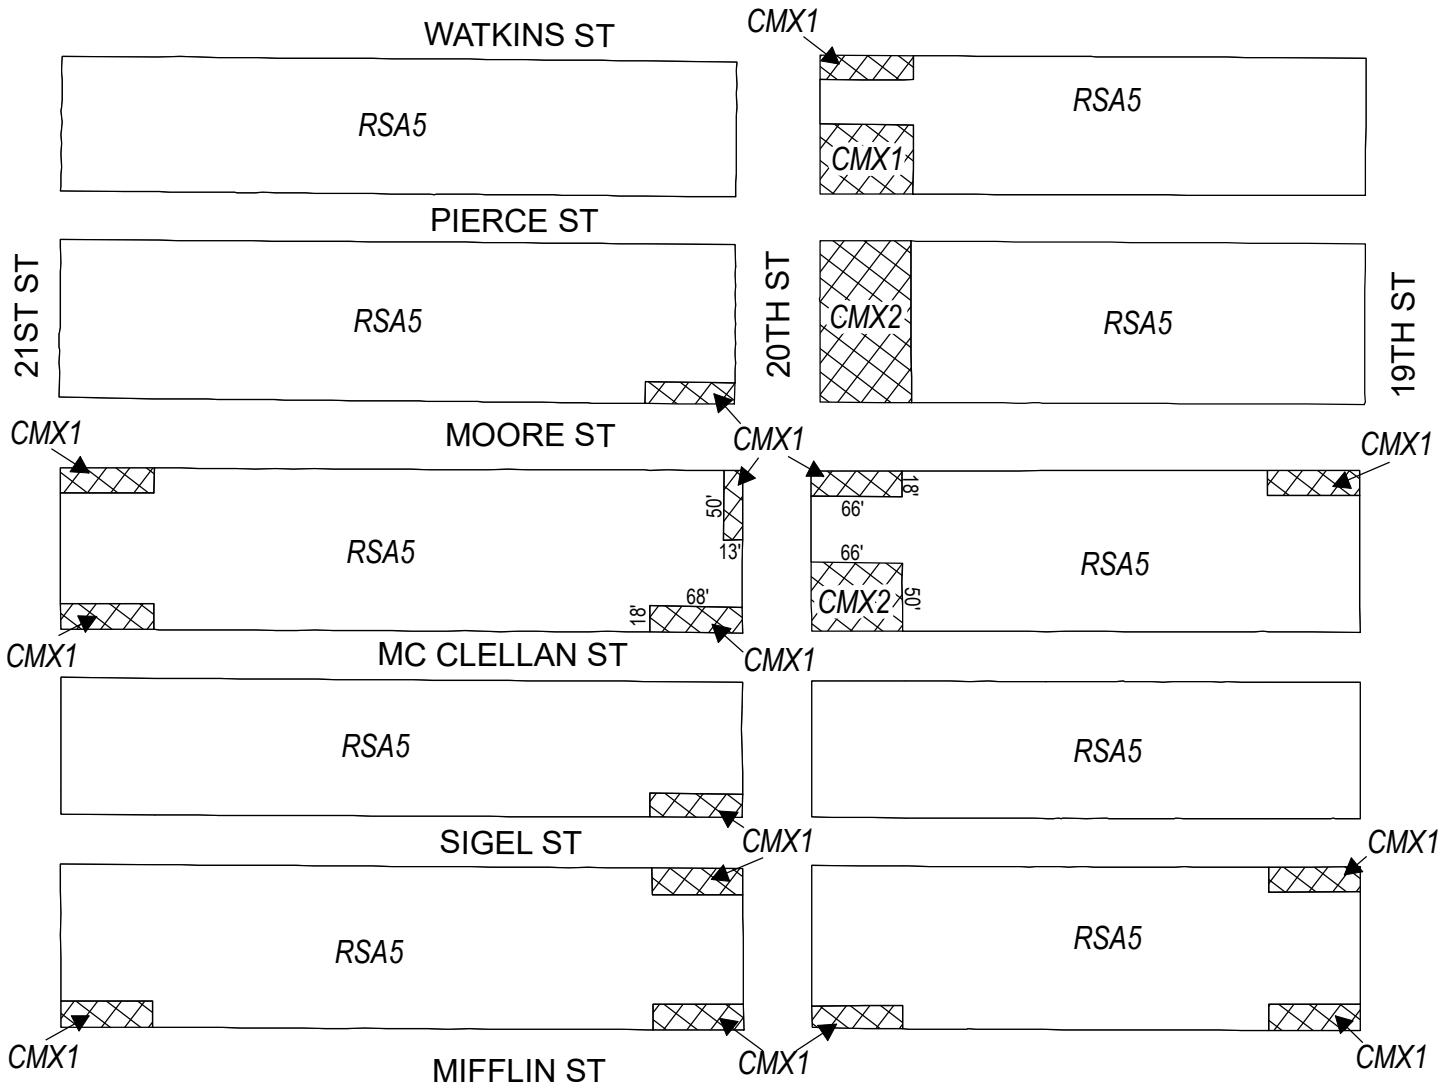 CMX1
WATKINS ST
RSA5
RSA5
CMX1
PIERCE ST
21ST ST
20TH ST
19TH ST
RSA5
CMX2
RSA5
CMX1
MOORE ST
CMX1
CMX1
50'
13'
18'
66'
RSA5
66'
RSA5
68'
18'
CMX2
50'
CMX1
MC CLELLAN ST
CMX1
RSA5
RSA5
SIGEL ST
CMX1
CMX1
RSA5
RSA5
CMX1
CMX1
CMX1
MIFFLIN ST